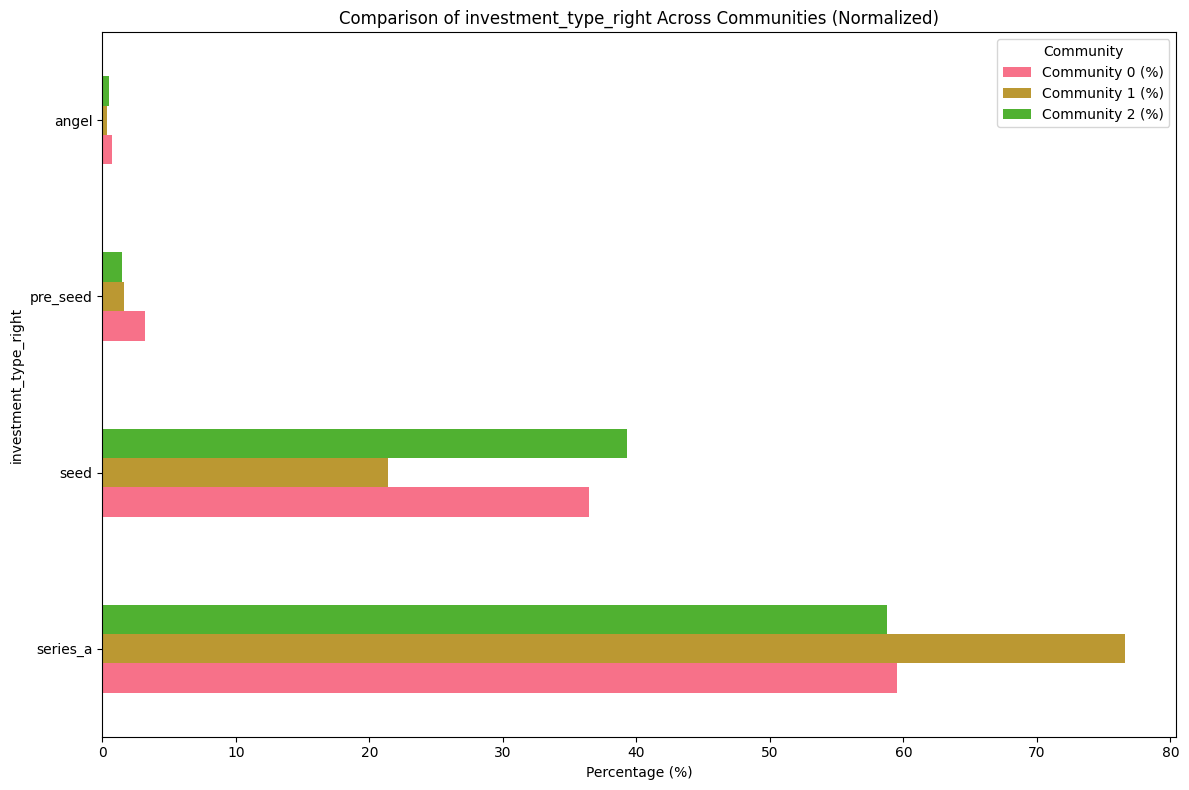 Comparison of investment_type_right Across Communities (Normalized)
Community
Community 0 (%)
Community 1 (%)
Community 2 (%)
investment_type_right
angel
pre_seed
seed
series_a
0 10 20 30 40 50 60 70 80
Percentage (%)